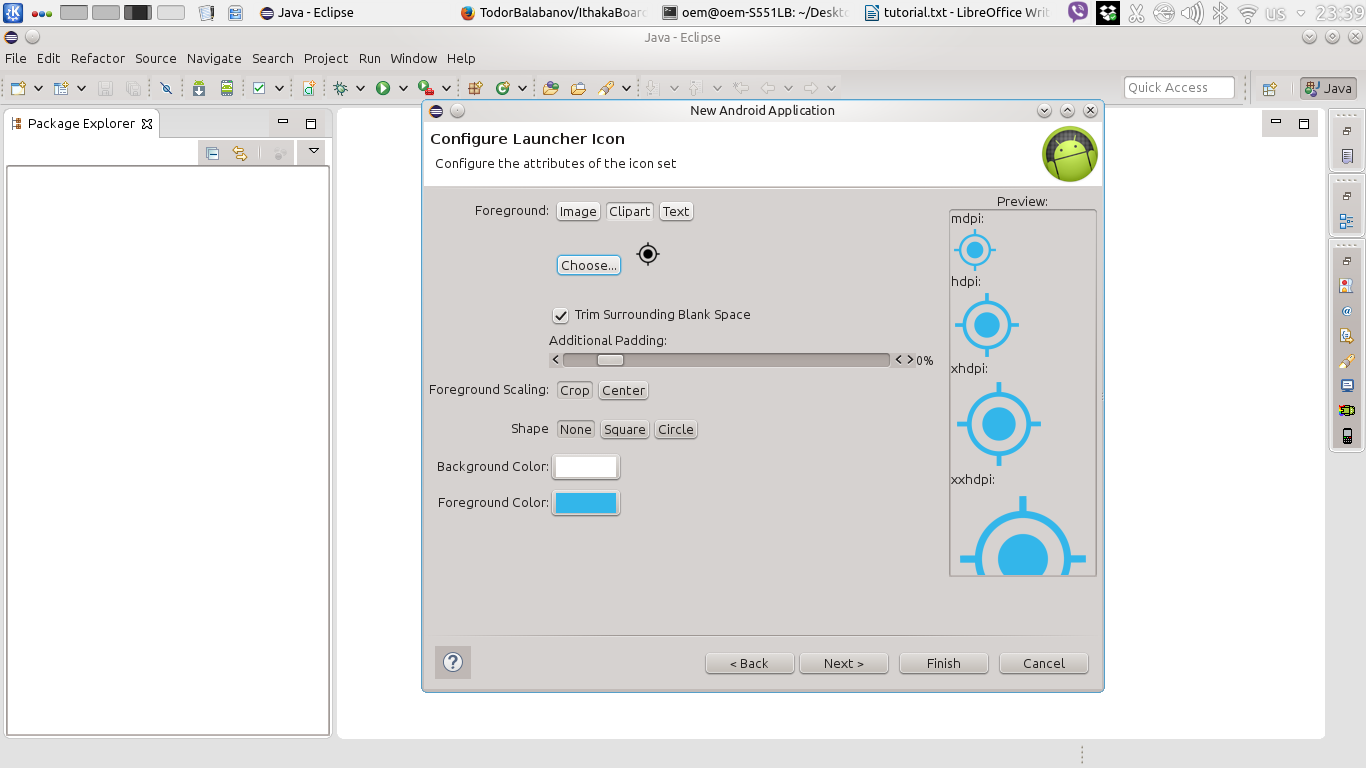 Java - Eclipse
TodorBalabanov/IthakaBoar
oem@oem-S551LB: ~/Deskto
tutorial.txt - LibreOffice Writ
us
23:39
Java - Eclipse
File Edit Refactor Source Navigate Search Project Run Window Help
Quick Access
Java
Package Explorer
New Android Application
Configure Launcher Icon
Configure the attributes of the icon set
Foreground: Image Clipart Text
Choose...
Trim Surrounding Blank Space
Additional Padding:
0%
Foreground Scaling: Crop Center
Shape None Square Circle
Background Color:
Foreground Color:
Preview:
mdpi:
hdpi:
xhdpi:
xxhdpi:
?
< Back Next > Finish Cancel